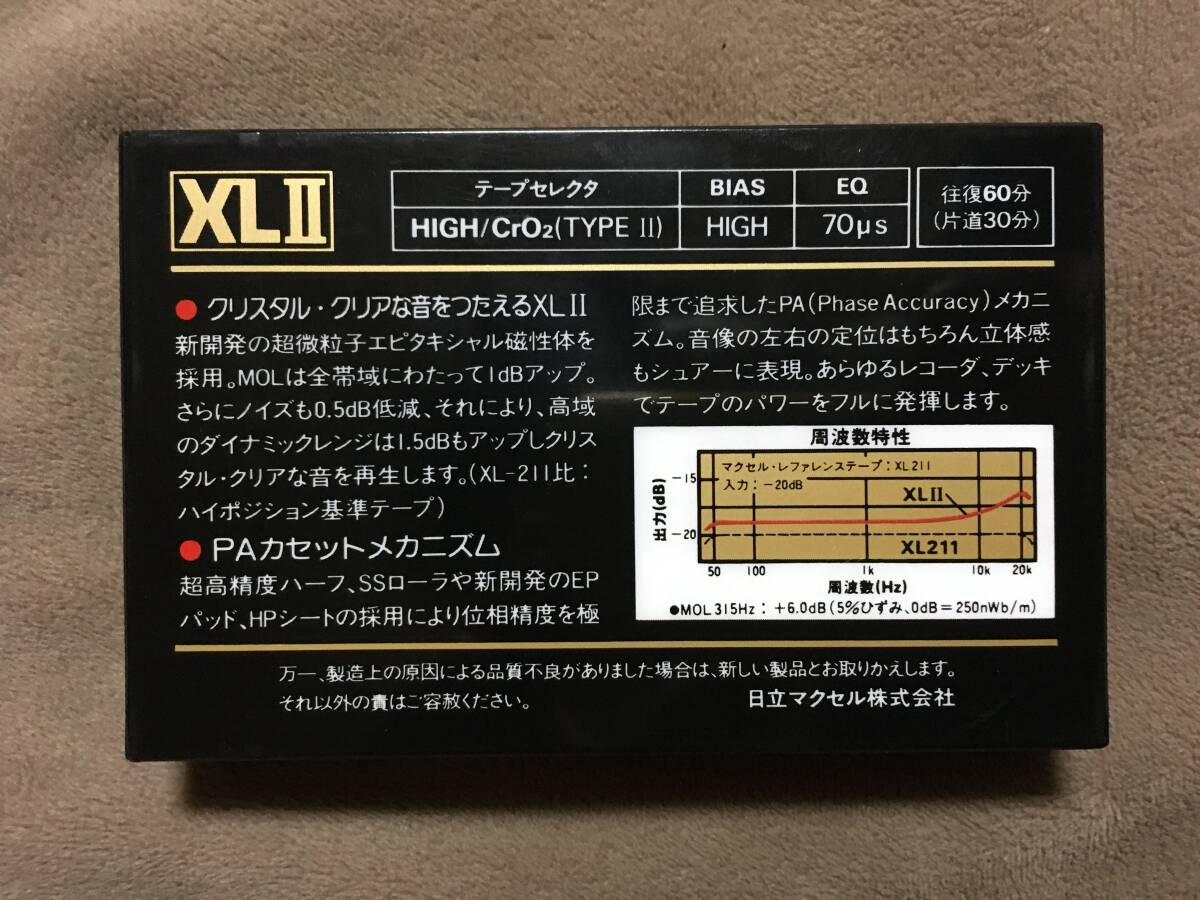 XLII
テープセレクタ BIAS EQ
HIGH/CrO₂(TYPE II) HIGH 70μs
往復60分
(片道30分)
● クリスタル・クリアな音をつたえるXLII
新開発の超微粒子エピタキシャル磁性体を
採用。MOLは全帯域にわたって1dBアップ。
さらにノイズも0.5dB低減、それにより、高域
のダイナミックレンジは1.5dBもアップしクリス
タル・クリアな音を再生します。(XL-211比:
ハイポジション基準テープ)
● PAカセットメカニズム
超高精度ハーフ、SSローラや新開発のEP
パッド、HPシートの採用により位相精度を極
限まで追求したPA(Phase Accuracy)メカニ
ズム。音像の左右の定位はもちろん立体感
もシュアーに表現。あらゆるレコーダ、デッキ
でテープのパワーをフルに発揮します。
周波数特性
マクセル・レファレンステープ:XL211
入力:-20dB
出力(dB)
-15
-20
XLII
XL211
50 100 1k 10k 20k
周波数(Hz)
●MOL 315Hz: +6.0dB(5%ひずみ、0dB=250nWb/m)
万一、製造上の原因による品質不良がありました場合は、新しい製品とお取りかえします。
それ以外の責はご容赦ください。
日立マクセル株式会社